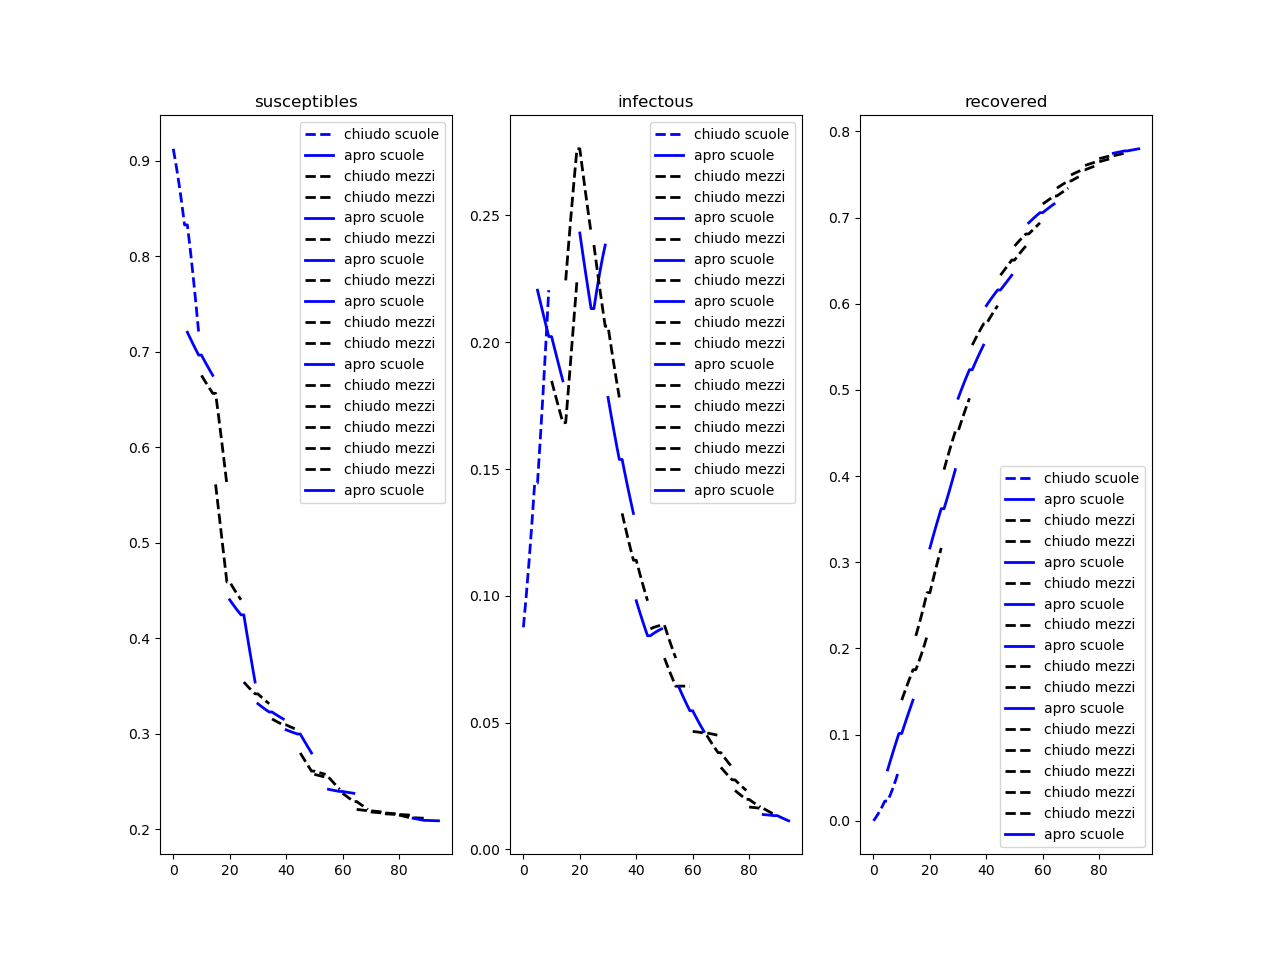 susceptibles
0.9
0.8
0.7
0.6
0.5
0.4
0.3
0.2
0
20
40
60
80
chiudo scuole
apro scuole
chiudo mezzi
chiudo mezzi
apro scuole
chiudo mezzi
apro scuole
chiudo mezzi
apro scuole
chiudo mezzi
chiudo mezzi
apro scuole
chiudo mezzi
chiudo mezzi
chiudo mezzi
chiudo mezzi
chiudo mezzi
apro scuole
infectous
0.25
0.20
0.15
0.10
0.05
0.00
0
20
40
60
80
chiudo scuole
apro scuole
chiudo mezzi
chiudo mezzi
apro scuole
chiudo mezzi
apro scuole
chiudo mezzi
apro scuole
chiudo mezzi
chiudo mezzi
apro scuole
chiudo mezzi
chiudo mezzi
chiudo mezzi
chiudo mezzi
chiudo mezzi
apro scuole
recovered
0.8
0.7
0.6
0.5
0.4
0.3
0.2
0.1
0.0
0
20
40
60
80
chiudo scuole
apro scuole
chiudo mezzi
chiudo mezzi
apro scuole
chiudo mezzi
apro scuole
chiudo mezzi
apro scuole
chiudo mezzi
chiudo mezzi
apro scuole
chiudo mezzi
chiudo mezzi
chiudo mezzi
chiudo mezzi
chiudo mezzi
apro scuole